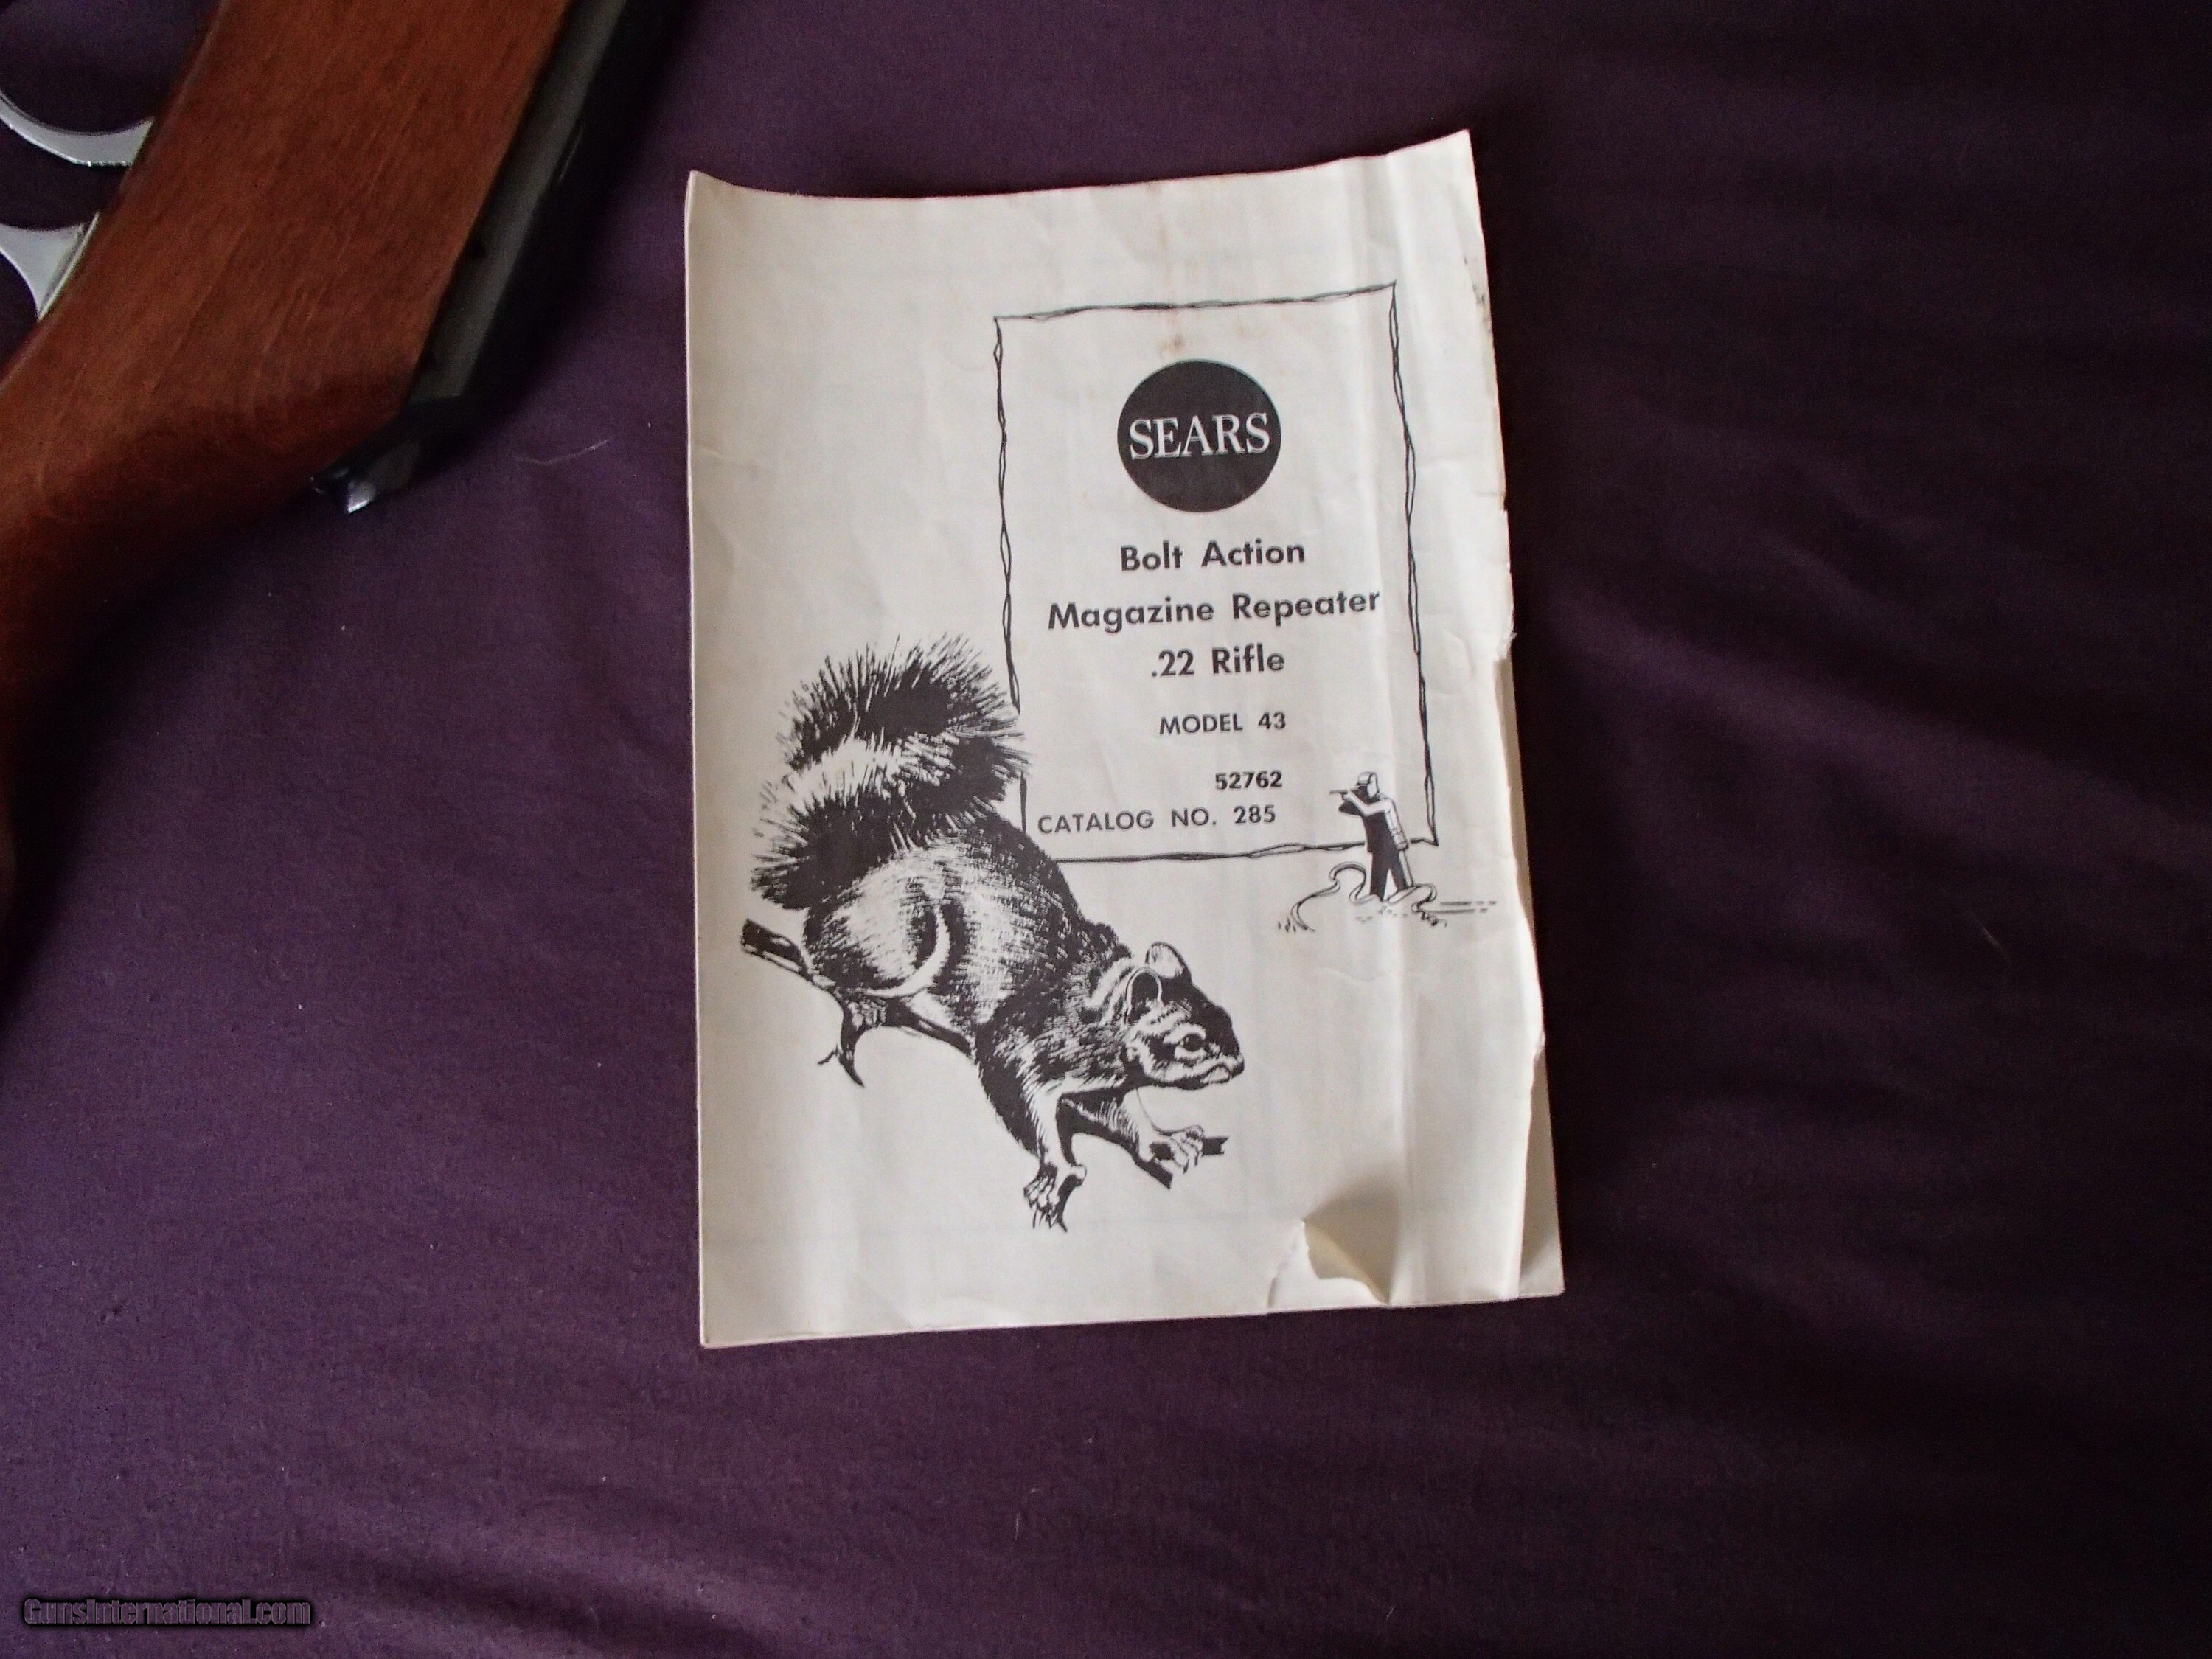 SEARS
Bolt Action
Magazine Repeater
.22 Rifle
MODEL 43
52762
CATALOG NO. 285
GunsInternational.com